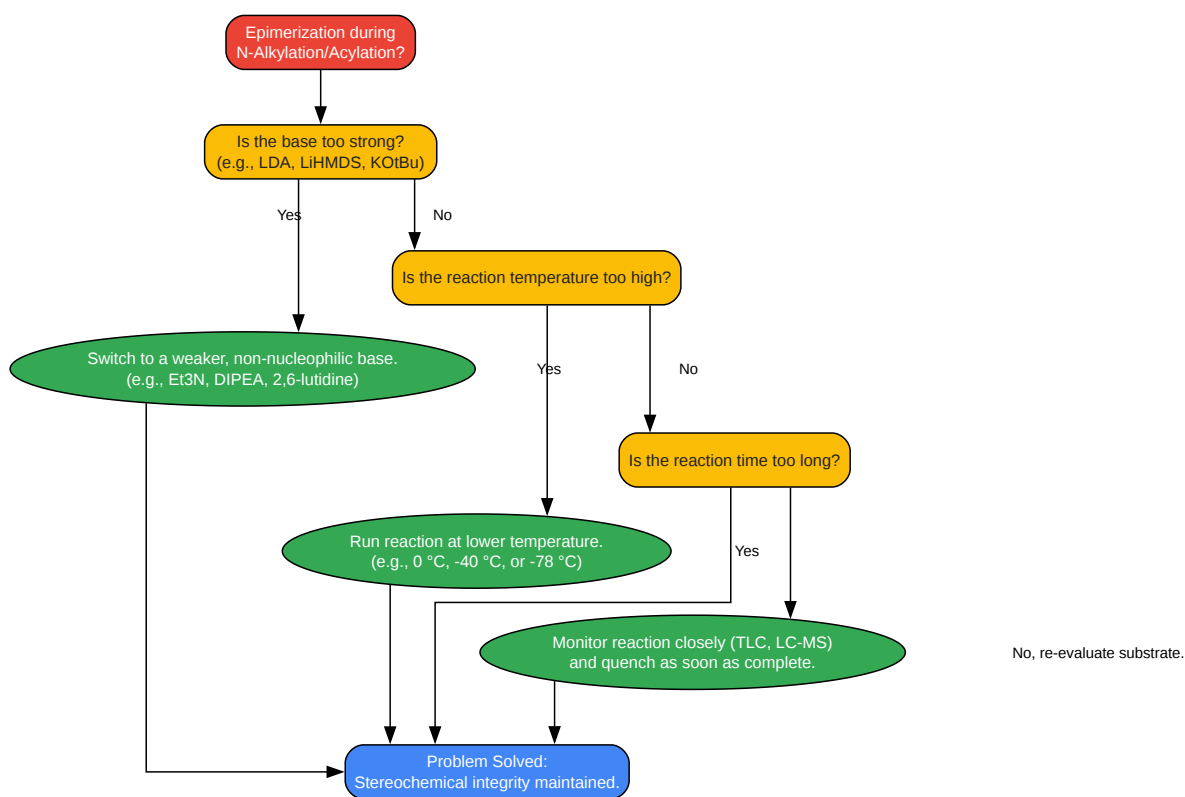 Epimerization during
N-Alkylation/Acylation?
Is the base too strong?
(e.g., LDA, LiHMDS, KOtBu)
Yes
No
Is the reaction temperature too high?
Switch to a weaker, non-nucleophilic base.
(e.g., Et3N, DIPEA, 2,6-lutidine)
Yes
No
Is the reaction time too long?
Run reaction at lower temperature.
(e.g., 0 °C, -40 °C, or -78 °C)
Yes
Monitor reaction closely (TLC, LC-MS)
and quench as soon as complete.
No, re-evaluate substrate.
Problem Solved:
Stereochemical integrity maintained.